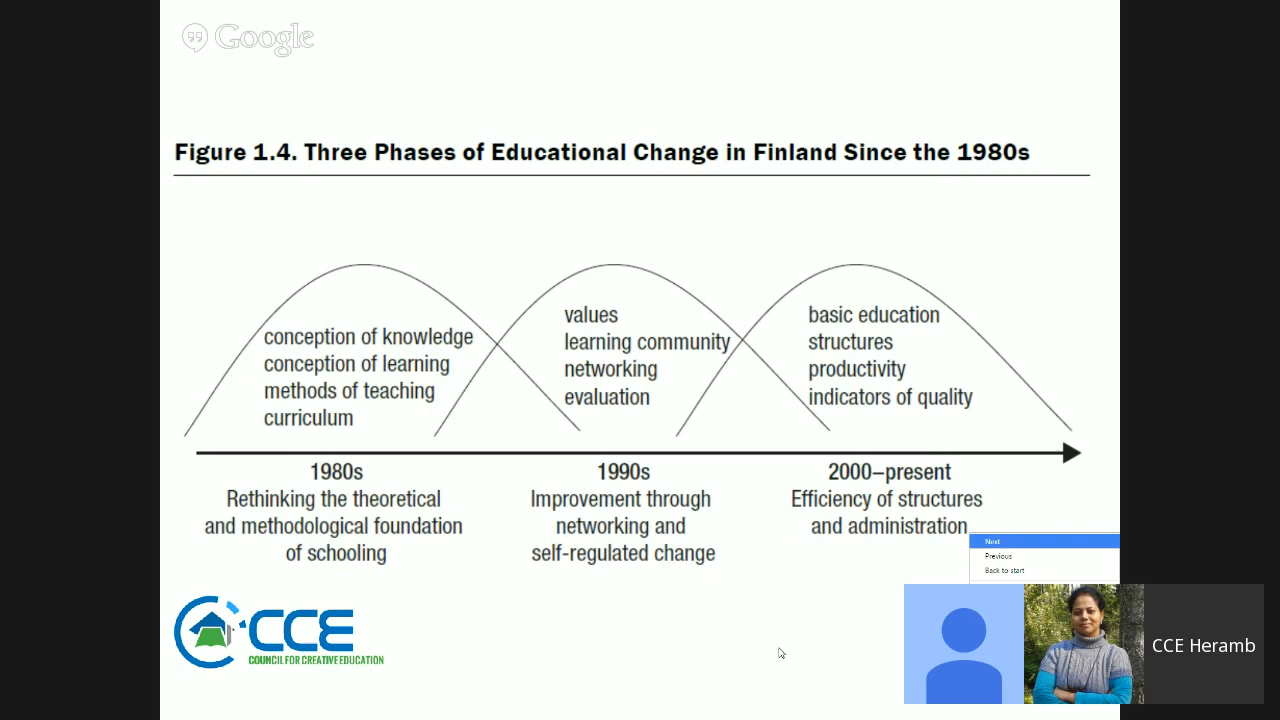 Google
Figure 1.4. Three Phases of Educational Change in Finland Since the 1980s
conception of knowledge
conception of learning
methods of teaching
curriculum
values
learning community
networking
evaluation
basic education
structures
productivity
indicators of quality
1980s
Rethinking the theoretical
and methodological foundation
of schooling
1990s
Improvement through
networking and
self-regulated change
2000–present
Efficiency of structures
and administration
Next
Previous
Back to start
CCE
COUNCIL FOR CREATIVE EDUCATION
CCE Heramb